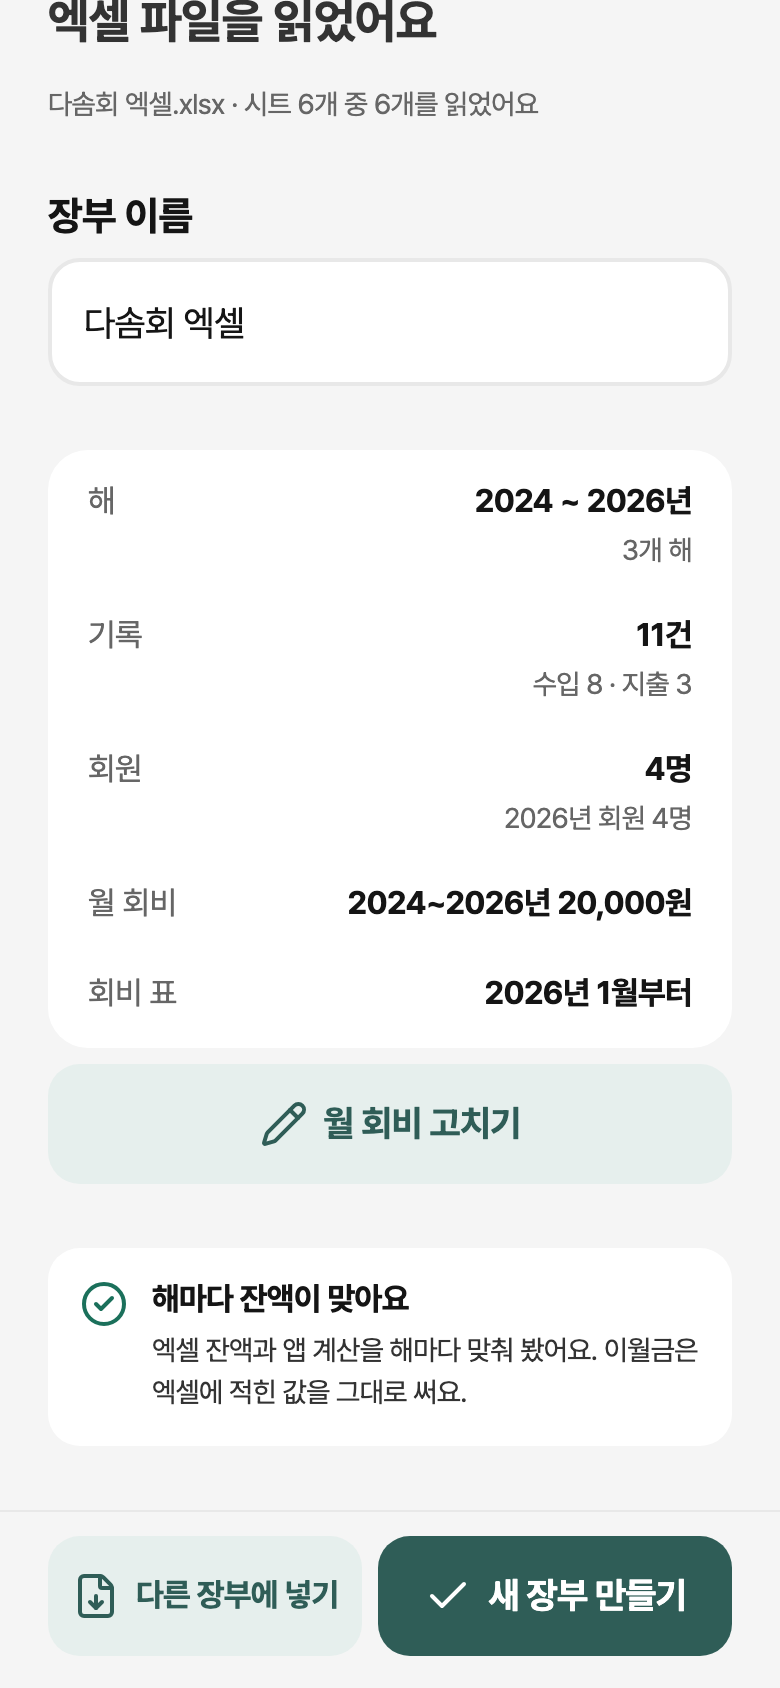 엑셀 파일을 읽었어요
다솜회 엑셀.xlsx · 시트 6개 중 6개를 읽었어요
장부 이름
다솜회 엑셀
해
2024 ~ 2026년
3개 해
기록
11건
수입 8 · 지출 3
회원
4명
2026년 회원 4명
월 회비
2024~2026년 20,000원
회비 표
2026년 1월부터
월 회비 고치기
해마다 잔액이 맞아요
엑셀 잔액과 앱 계산을 해마다 맞춰 봤어요. 이월금은
엑셀에 적힌 값을 그대로 써요.
다른 장부에 넣기
새 장부 만들기